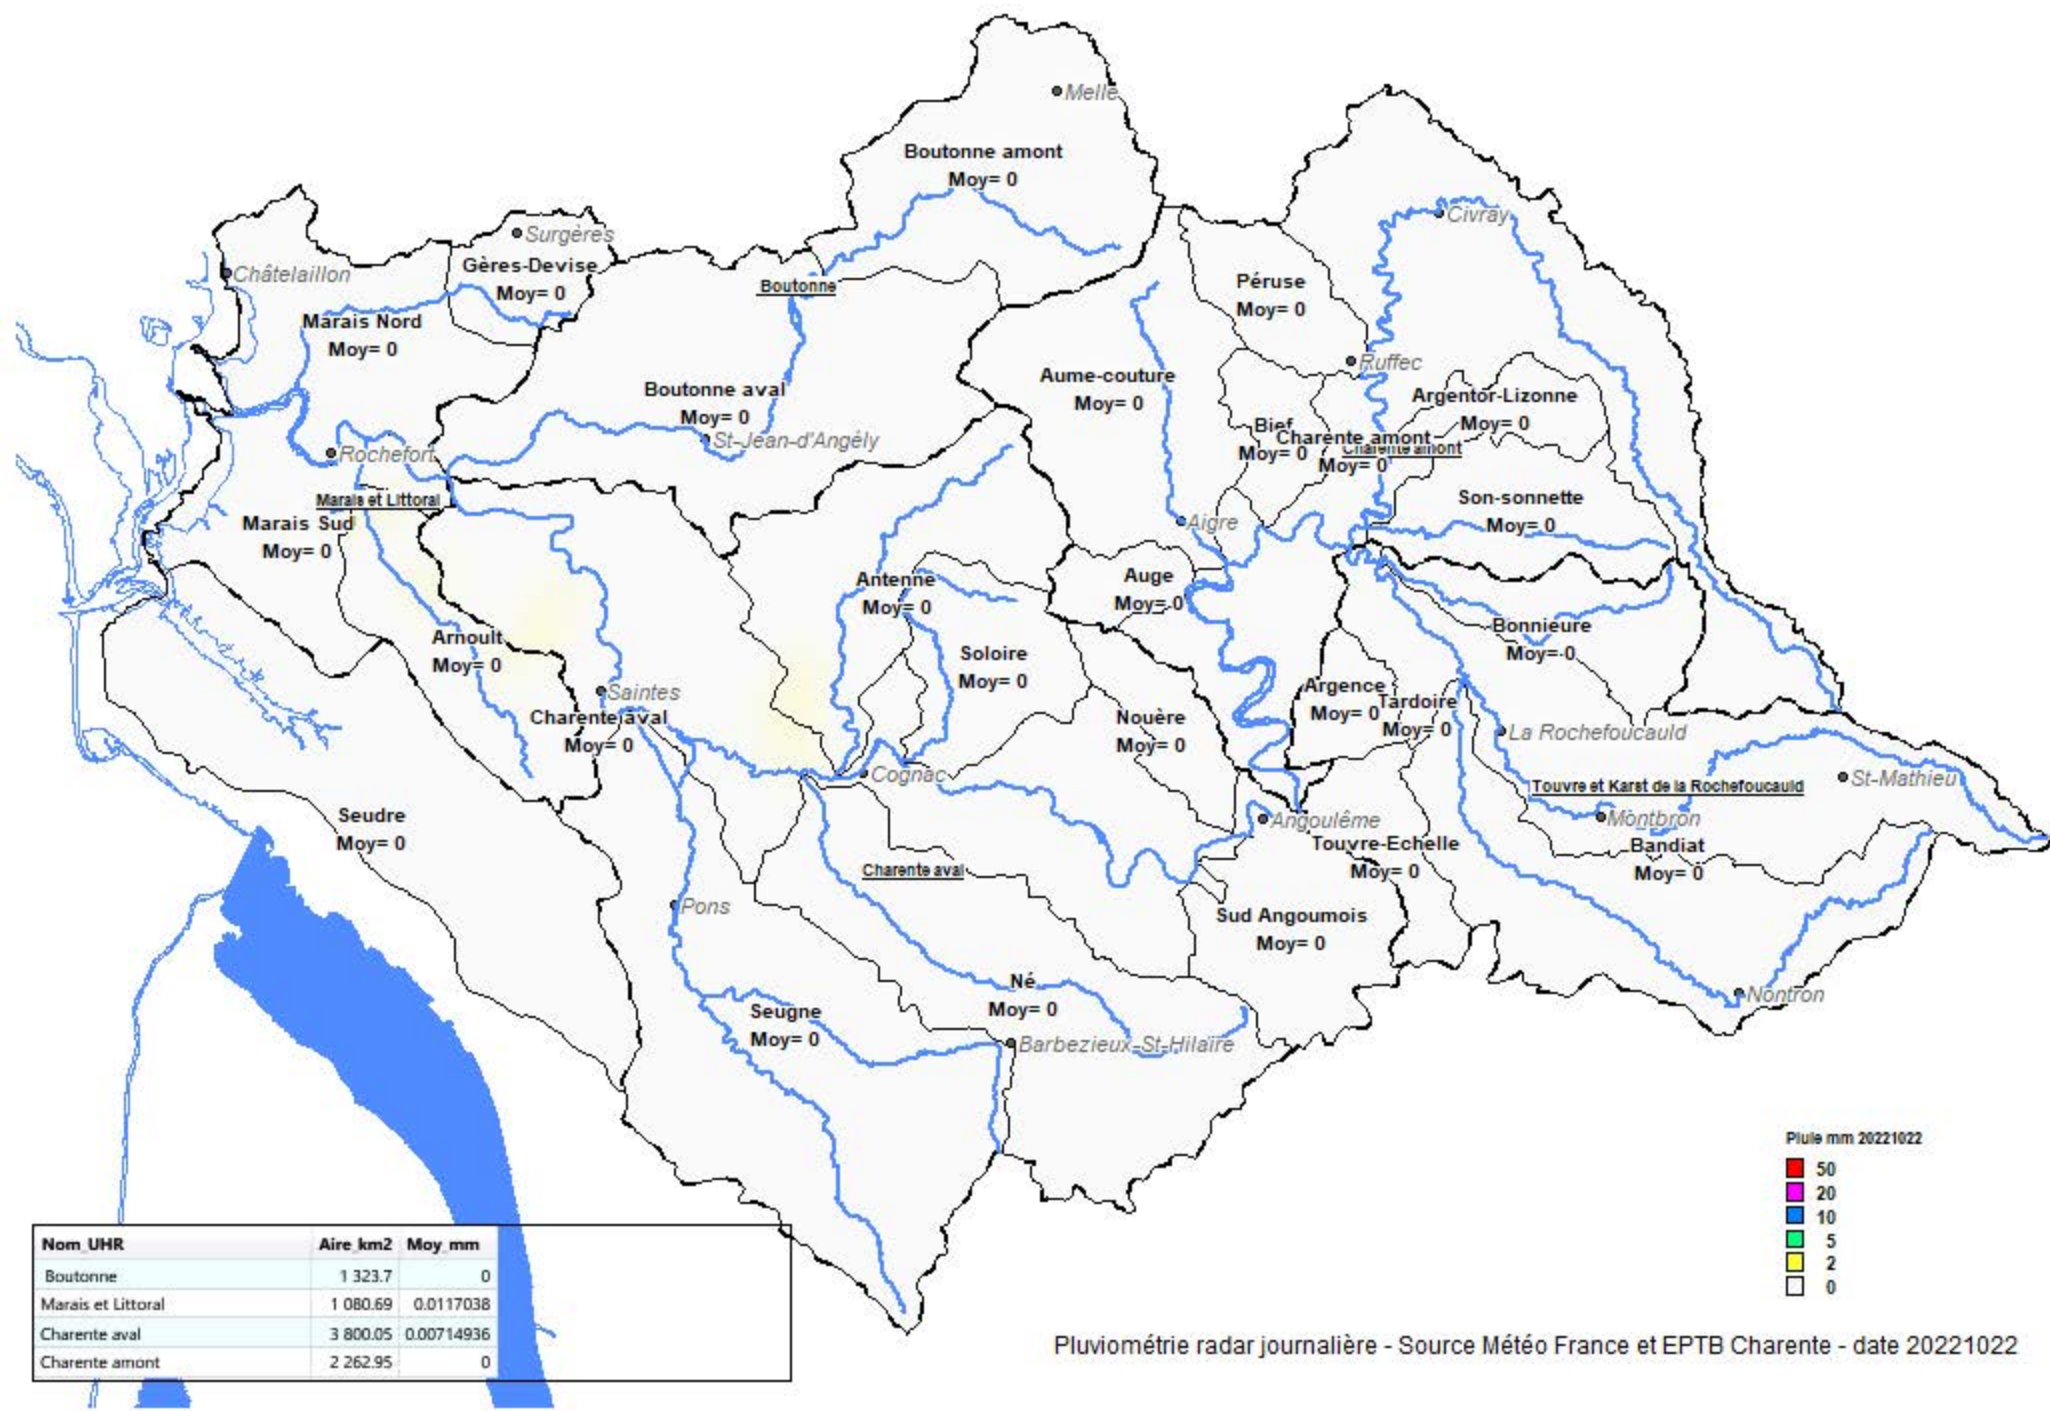 Melle
Boutonne amont
Moy= 0
Civray
Surgères
Châtelaillon
Gères-Devise
Moy= 0
Boutonne
Péruse
Moy= 0
Marais Nord
Moy= 0
Ruffec
Aume-couture
Moy= 0
Boutonne aval
Moy= 0
Argentor-Lizonne
Moy= 0
St-Jean-d'Angély
Bief
Moy= 0
Charente amont
Moy= 0
Charente amont
Rochefort
Marais et Littoral
Son-sonnette
Moy= 0
Marais Sud
Moy= 0
Aigre
Antenne
Moy= 0
Auge
Moy= 0
Bonnieure
Moy= 0
Arnoult
Moy= 0
Soloire
Moy= 0
Saintes
Argence
Moy= 0
Tardoire
Moy= 0
Charente aval
Moy= 0
Nouère
Moy= 0
La Rochefoucauld
Cognac
Touvre et Karst de la Rochefoucauld
St-Mathieu
Seudre
Moy= 0
Angoulême
Montbron
Touvre-Echelle
Moy= 0
Bandiat
Moy= 0
Charente aval
Pons
Sud Angoumois
Moy= 0
Né
Moy= 0
Nontron
Seugne
Moy= 0
Barbezieux-St-Hilaire
Pluie mm 20221022
50
20
10
5
2
0
Nom_UHR Aire_km2 Moy_mm
Boutonne 1 323.7 0
Marais et Littoral 1 080.69 0.0117038
Charente aval 3 800.05 0.00714936
Charente amont 2 262.95 0
Pluviométrie radar journalière - Source Météo France et EPTB Charente - date 20221022